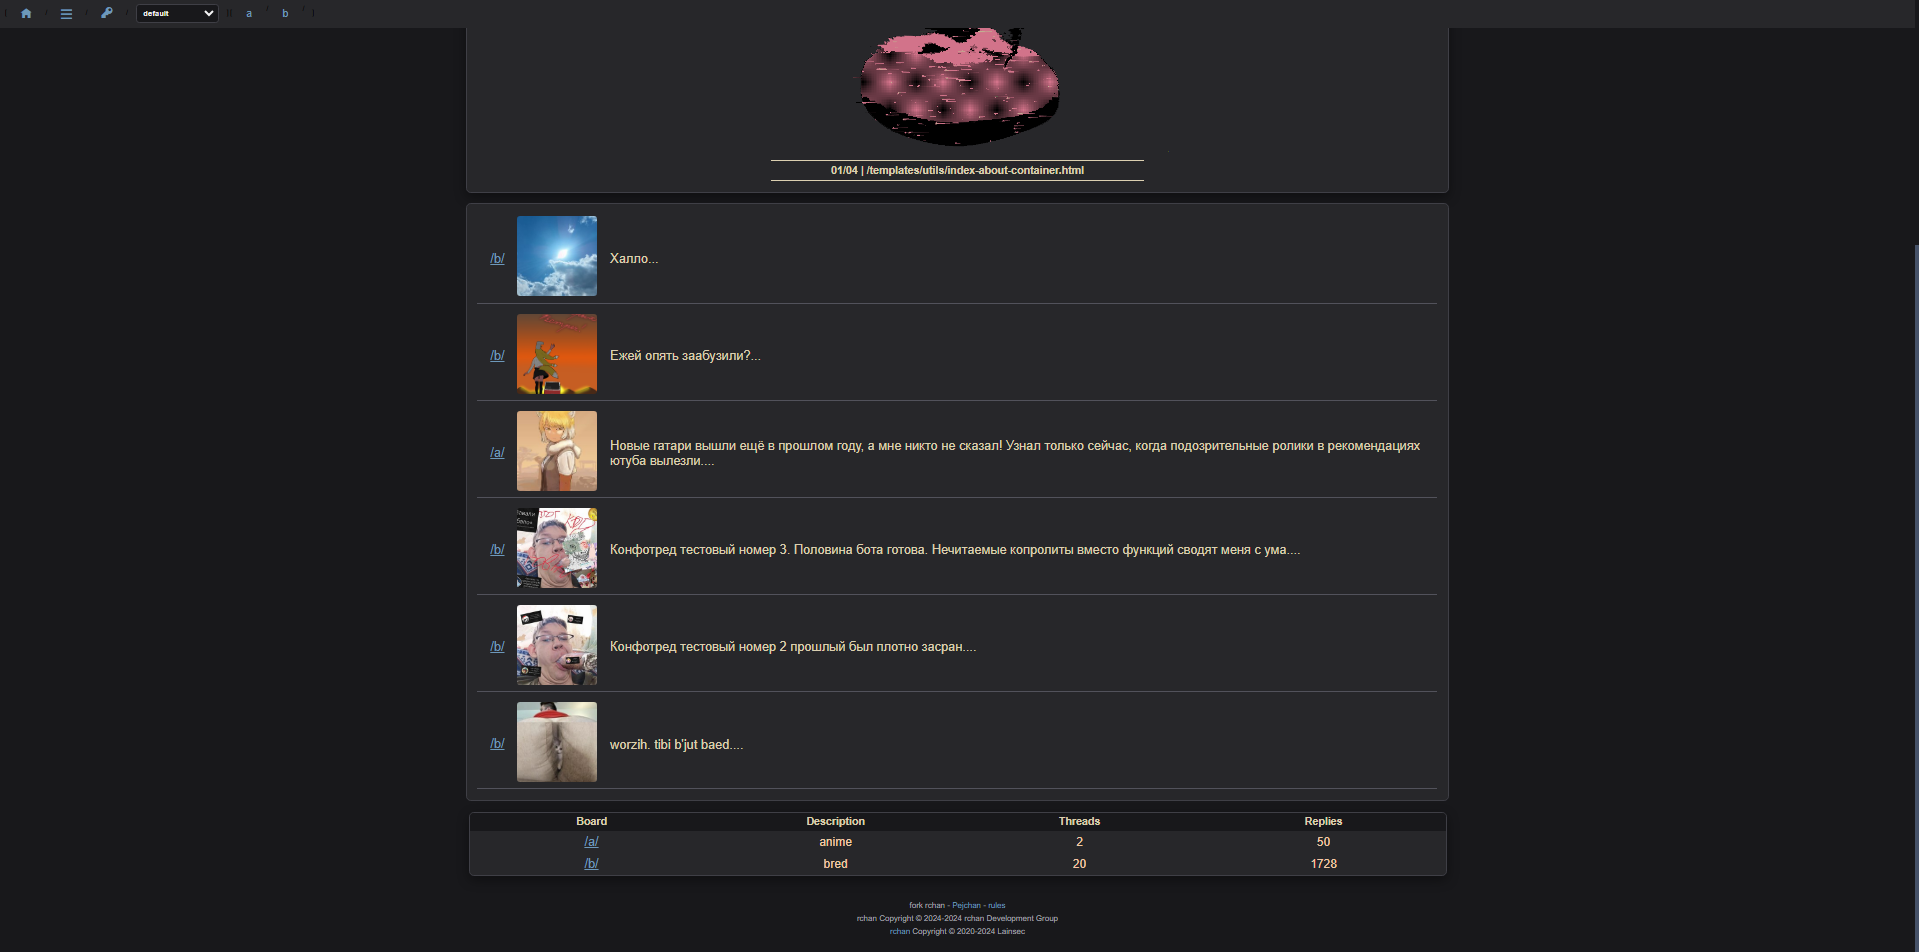 default
a
b
01/04 | /templates/utils/index-about-container.html
/b/
Халло...
/b/
Ежей опять заабузили?...
/a/
Новые гатари вышли ещё в прошлом году, а мне никто не сказал! Узнал только сейчас, когда подозрительные ролики в рекомендациях
ютуба вылезли....
/b/
Конфотред тестовый номер 3. Половина бота готова. Нечитаемые копролиты вместо функций сводят меня с ума....
/b/
Конфотред тестовый номер 2 прошлый был плотно засран....
/b/
worzih. tibi b'jut baed....
Board Description Threads Replies
/a/ anime 2 50
/b/ bred 20 1728
fork rchan - Pejchan - rules
rchan Copyright © 2024-2024 rchan Development Group
rchan Copyright © 2020-2024 Lainsec